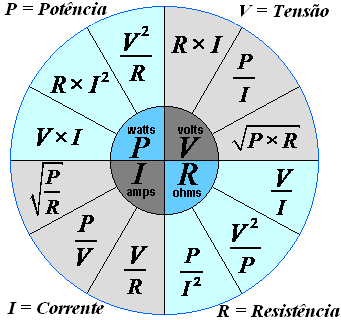 P = Potência
V = Tensão
V²/R
R × I
R × I²
P/I
V × I
√(P × R)
watts
volts
P
V
I
R
amps
ohms
√(P/R)
V/I
P/V
V²/P
V/R
P/I²
I = Corrente
R = Resistência